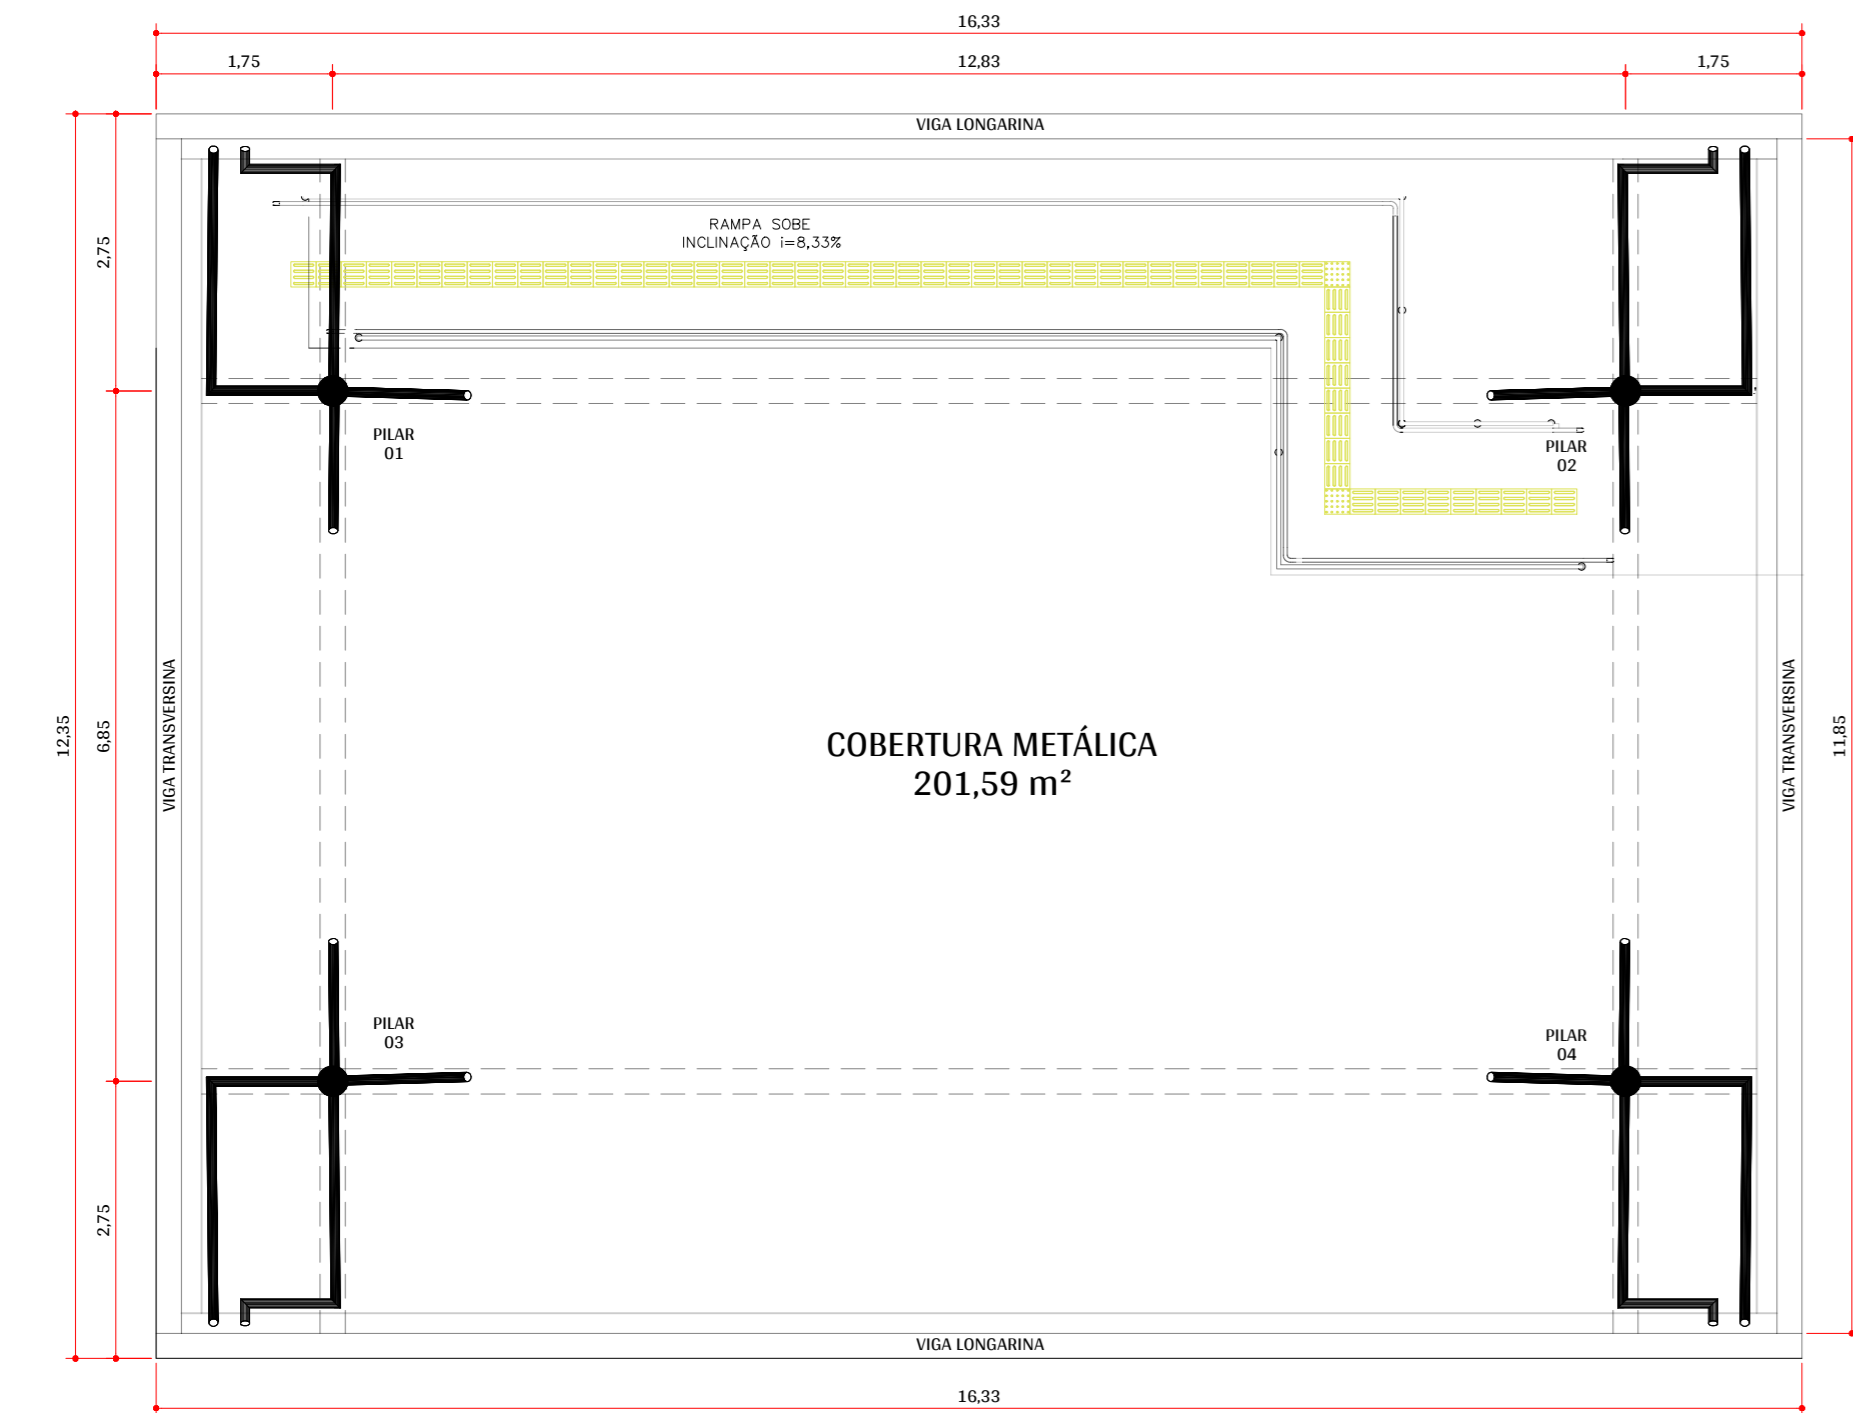 16,33
1,75
12,83
1,75
VIGA LONGARINA
RAMPA SOBE
INCLINAÇÃO i=8,33%
2,75
PILAR
01
PILAR
02
12,35
6,85
VIGA TRANSVERSINA
COBERTURA METÁLICA
201,59 m²
VIGA TRANSVERSINA
11,85
PILAR
03
PILAR
04
2,75
VIGA LONGARINA
16,33